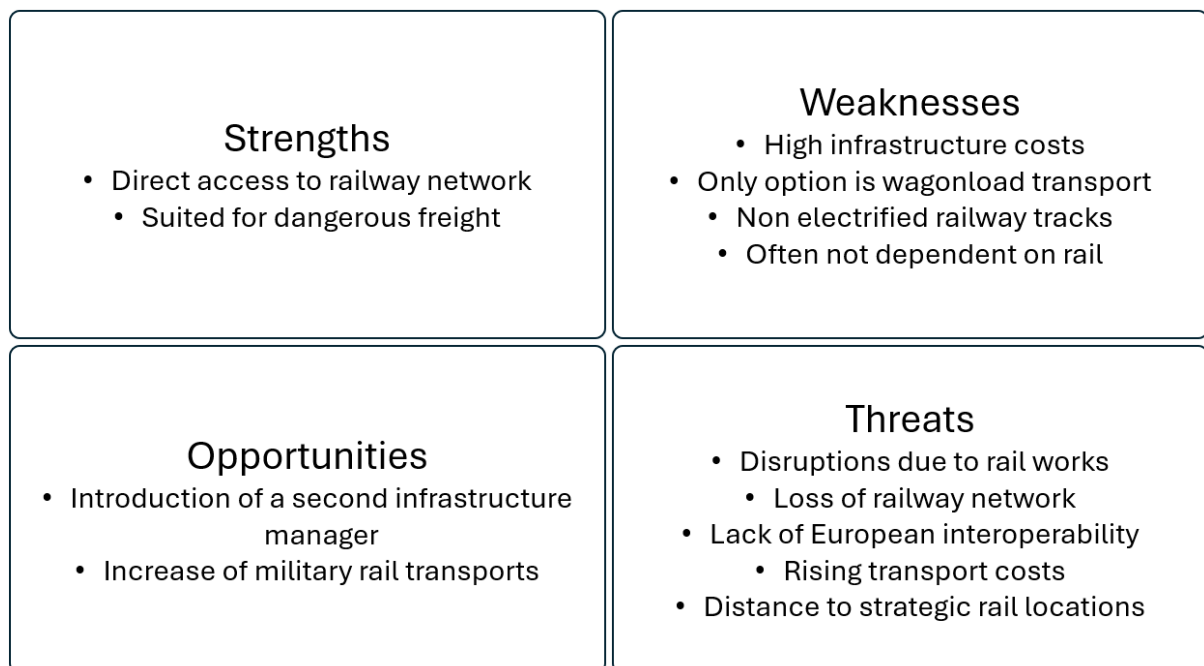 Strengths
• Direct access to railway network
• Suited for dangerous freight
Weaknesses
• High infrastructure costs
• Only option is wagonload transport
• Non electrified railway tracks
• Often not dependent on rail
Opportunities
• Introduction of a second infrastructure
manager
• Increase of military rail transports
Threats
• Disruptions due to rail works
• Loss of railway network
• Lack of European interoperability
• Rising transport costs
• Distance to strategic rail locations